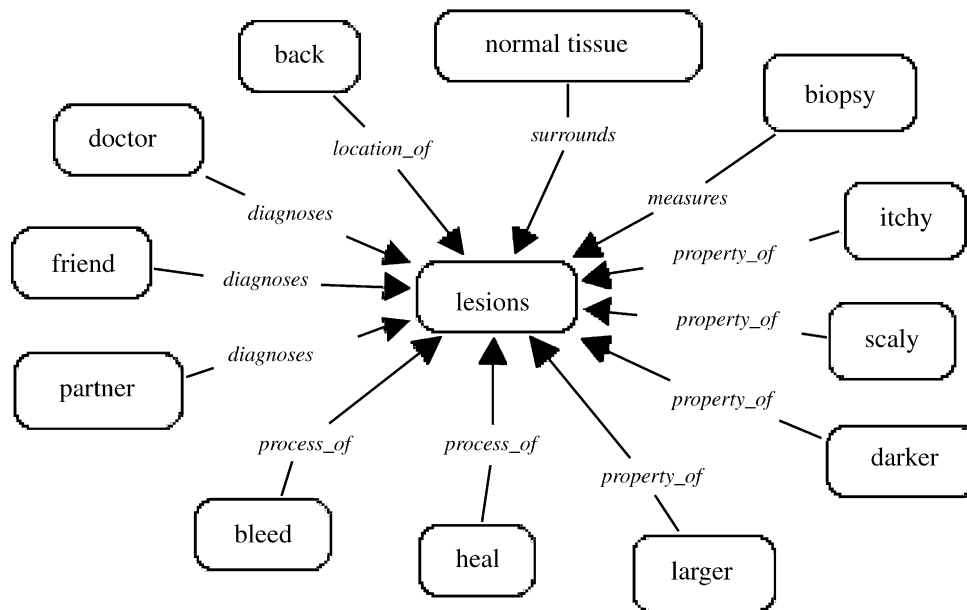 back
normal tissue
biopsy
doctor
location_of
surrounds
diagnoses
measures
itchy
friend
diagnoses
property_of
lesions
property_of
scaly
partner
diagnoses
property_of
darker
process_of
process_of
property_of
bleed
heal
larger